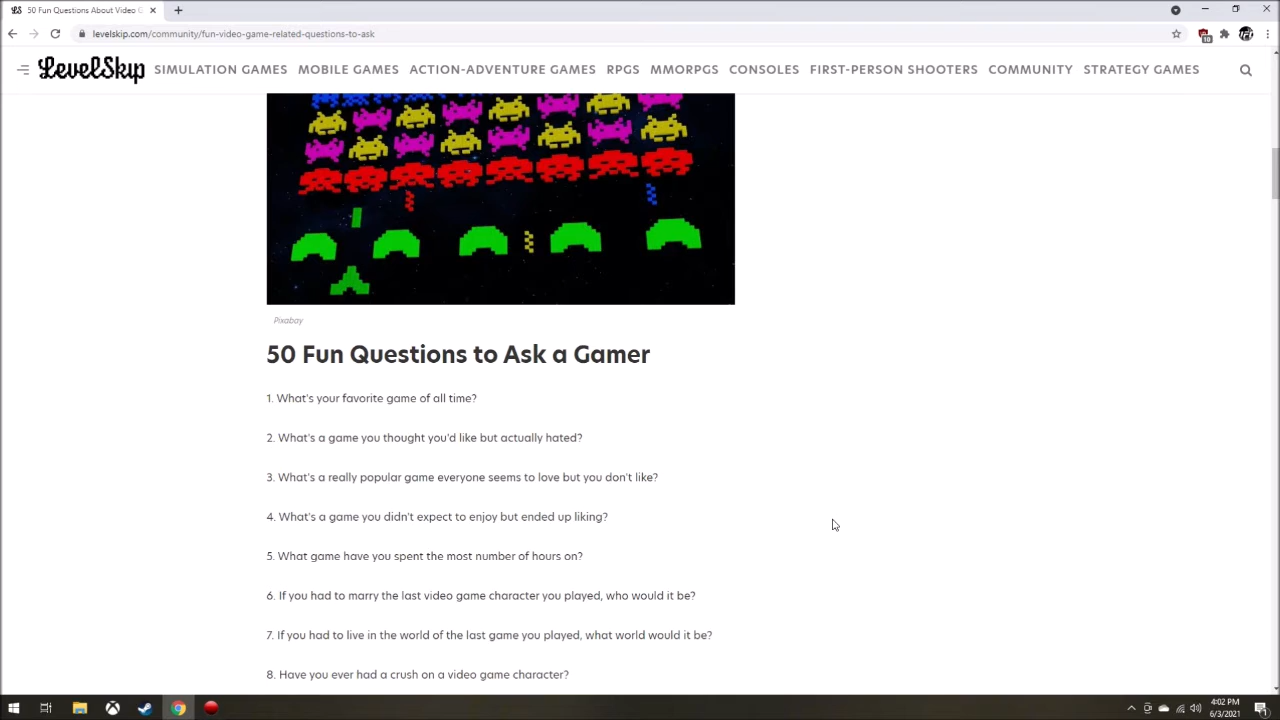 50 Fun Questions About Video G
levelskip.com/community/fun-video-game-related-questions-to-ask
10
LevelSkip SIMULATION GAMES MOBILE GAMES ACTION-ADVENTURE GAMES RPGS MMORPGS CONSOLES FIRST-PERSON SHOOTERS COMMUNITY STRATEGY GAMES
Pixabay
50 Fun Questions to Ask a Gamer
1. What's your favorite game of all time?
2. What's a game you thought you'd like but actually hated?
3. What's a really popular game everyone seems to love but you don't like?
4. What's a game you didn't expect to enjoy but ended up liking?
5. What game have you spent the most number of hours on?
6. If you had to marry the last video game character you played, who would it be?
7. If you had to live in the world of the last game you played, what world would it be?
8. Have you ever had a crush on a video game character?
4:02 PM
6/3/2021
1